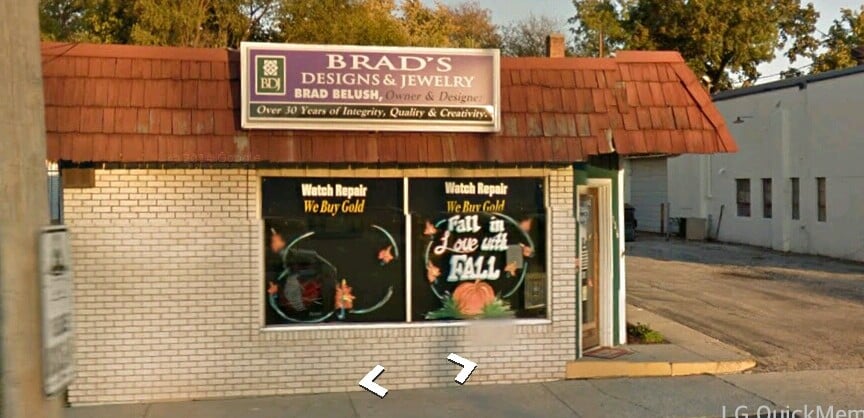 BRAD'S
DESIGNS & JEWELRY
BDJ
BRAD BELUSH, Owner & Designer
Over 30 Years of Integrity, Quality & Creativity.
Watch Repair
We Buy Gold
Watch Repair
We Buy Gold
Fall in
Love with
FALL
LG QuickMem